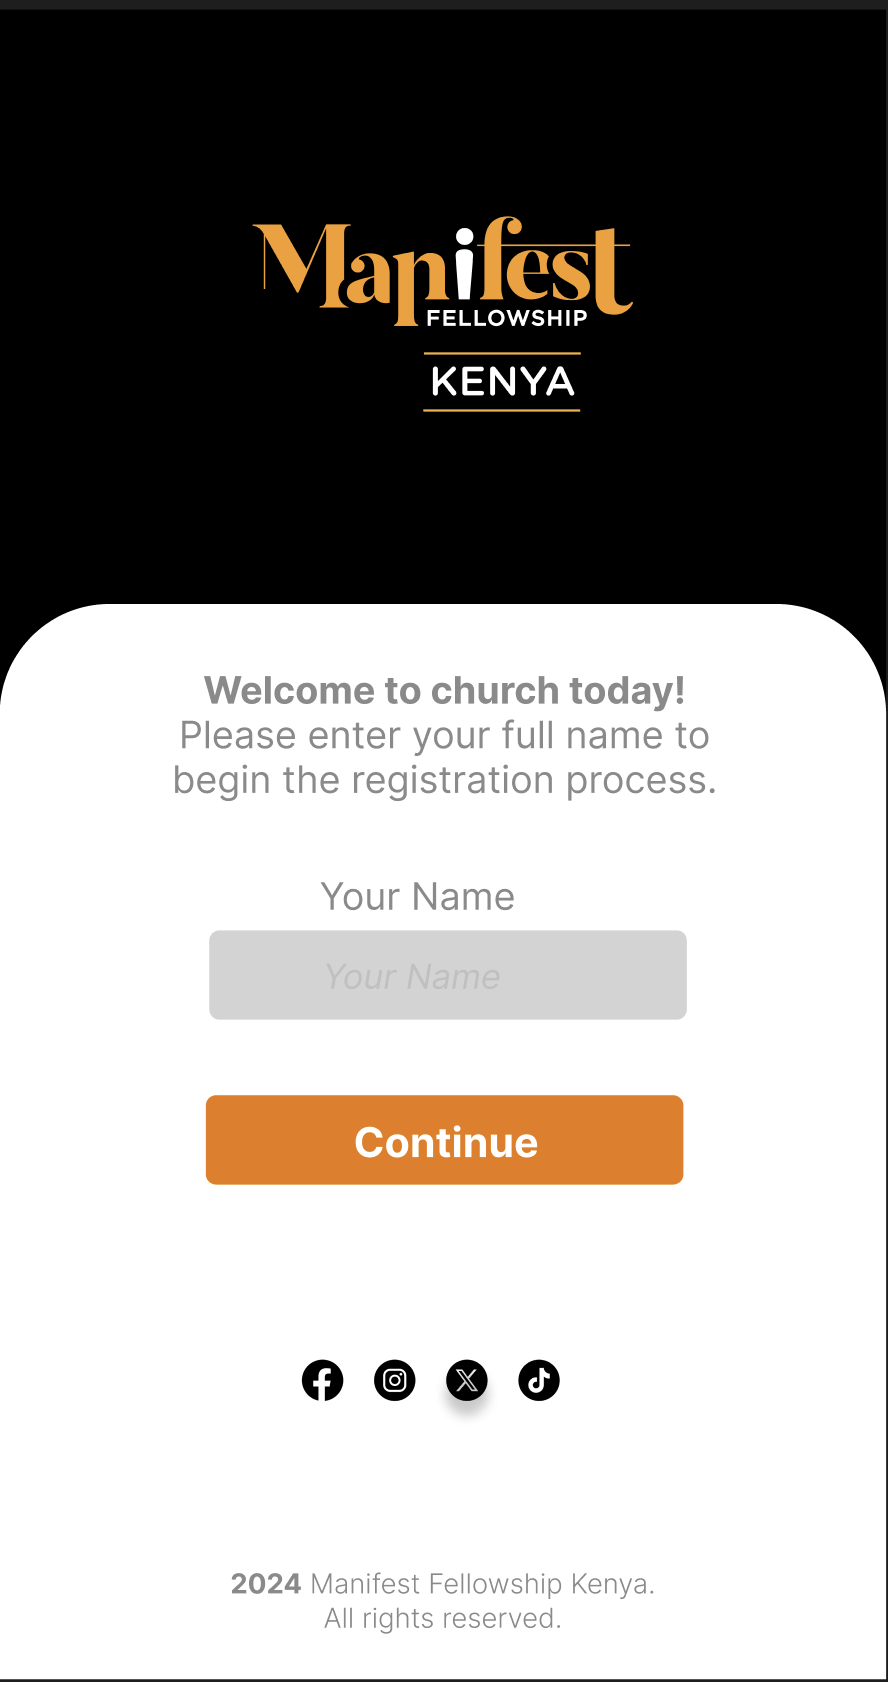 Manifest
FELLOWSHIP
KENYA
Welcome to church today!
Please enter your full name to
begin the registration process.
Your Name
Your Name
Continue
2024 Manifest Fellowship Kenya.
All rights reserved.